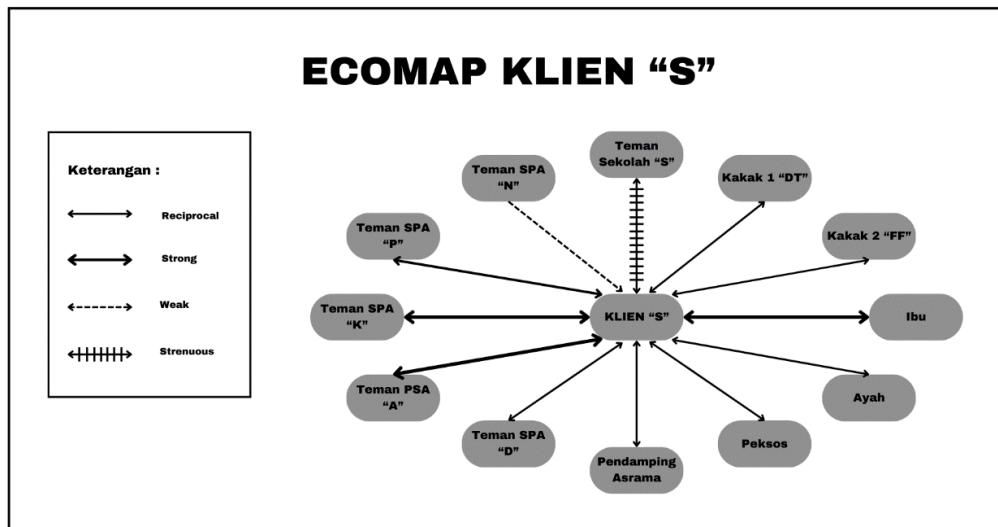 ECOMAP KLIEN “S”
Keterangan :
Reciprocal
Strong
Weak
Strenuous
Teman
Sekolah “S”
Teman SPA
“N”
Kakak 1 “DT”
Teman SPA
“P”
Kakak 2 “FF”
Teman SPA
“K”
KLIEN “S”
Ibu
Teman PSA
“A”
Ayah
Teman SPA
“D”
Peksos
Pendamping
Asrama